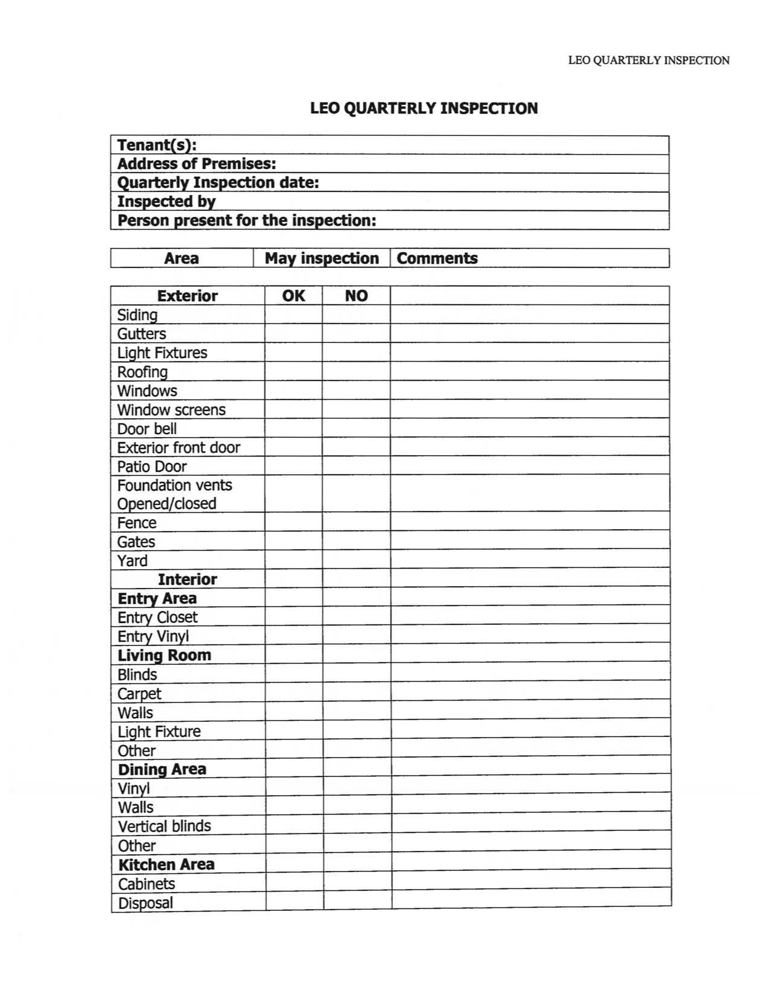 LEO QUARTERLY INSPECTION
LEO QUARTERLY INSPECTION
Tenant(s):
Address of Premises:
Quarterly Inspection date:
Inspected by
Person present for the inspection:
Area May inspection Comments
Exterior OK NO
Siding
Gutters
Light Fixtures
Roofing
Windows
Window screens
Door bell
Exterior front door
Patio Door
Foundation vents
Opened/closed
Fence
Gates
Yard
Interior
Entry Area
Entry Closet
Entry Vinyl
Living Room
Blinds
Carpet
Walls
Light Fixture
Other
Dining Area
Vinyl
Walls
Vertical blinds
Other
Kitchen Area
Cabinets
Disposal